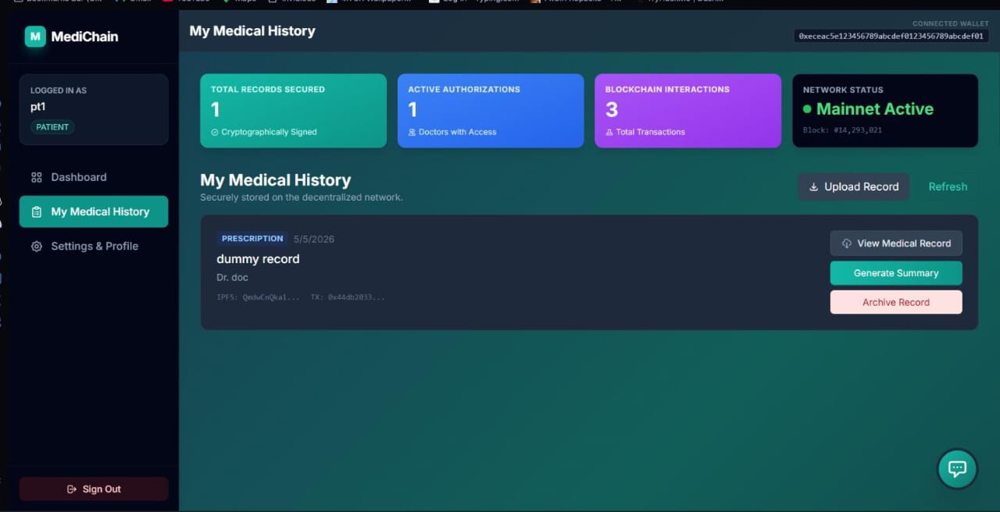 M MediChain
LOGGED IN AS
pt1
PATIENT
Dashboard
My Medical History
Settings & Profile
Sign Out
My Medical History
CONNECTED WALLET
0xeceac5e123456789abcdef0123456789abcdef01
TOTAL RECORDS SECURED
1
Cryptographically Signed
ACTIVE AUTHORIZATIONS
1
Doctors with Access
BLOCKCHAIN INTERACTIONS
3
Total Transactions
NETWORK STATUS
Mainnet Active
Block: #14,293,021
My Medical History
Securely stored on the decentralized network.
Upload Record
Refresh
PRESCRIPTION 5/5/2026
dummy record
Dr. doc
IPFS: QmdwCnQka1... TX: 0x44db2033...
View Medical Record
Generate Summary
Archive Record